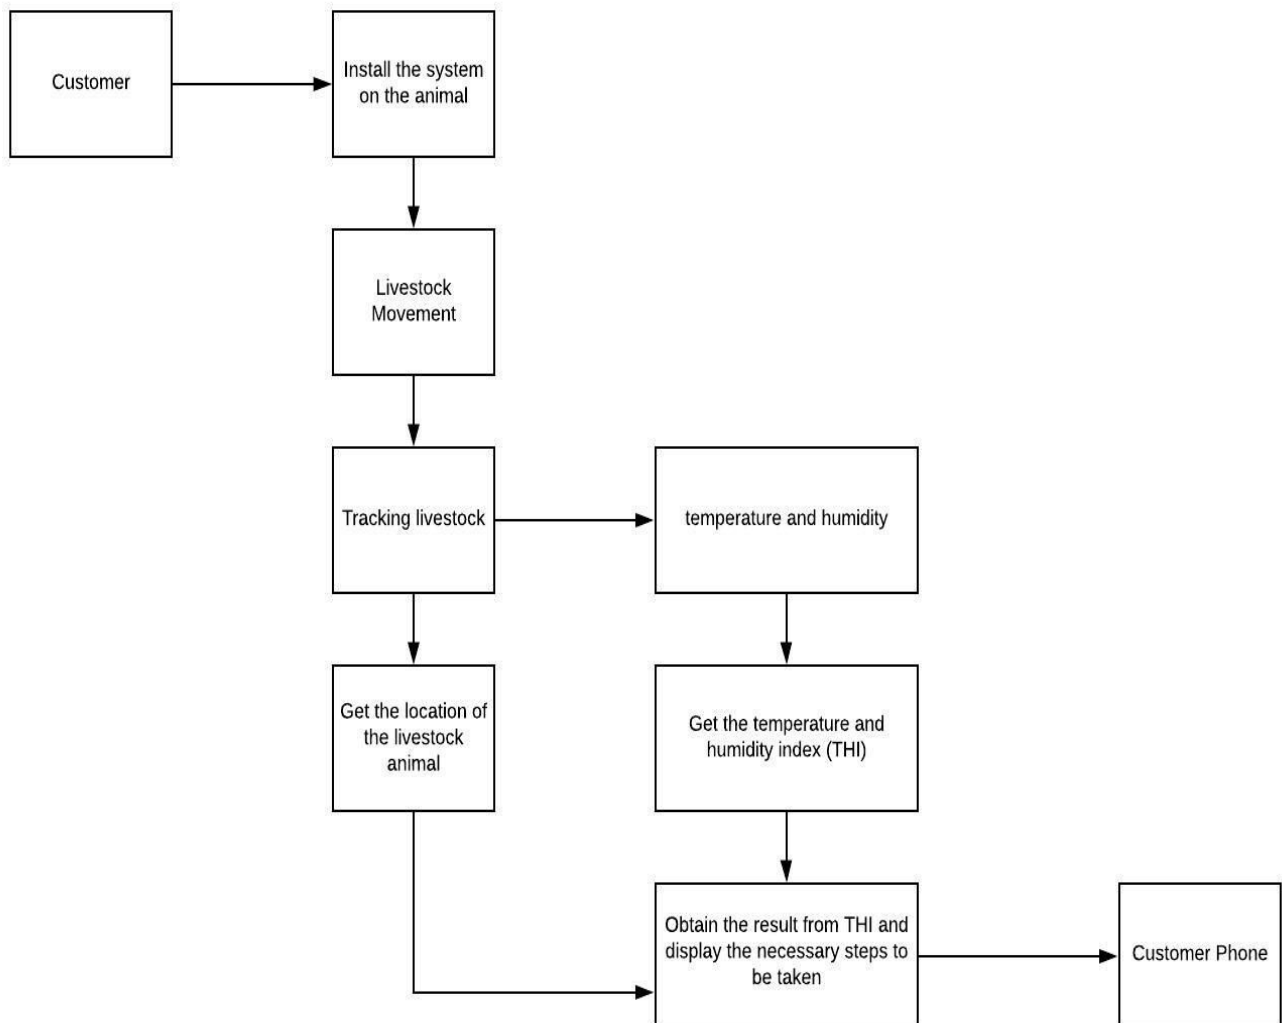 Customer
Install the system
on the animal
Livestock
Movement
Tracking livestock
temperature and humidity
Get the location of
the livestock
animal
Get the temperature and
humidity index (THI)
Obtain the result from THI and
display the necessary steps to
be taken
Customer Phone